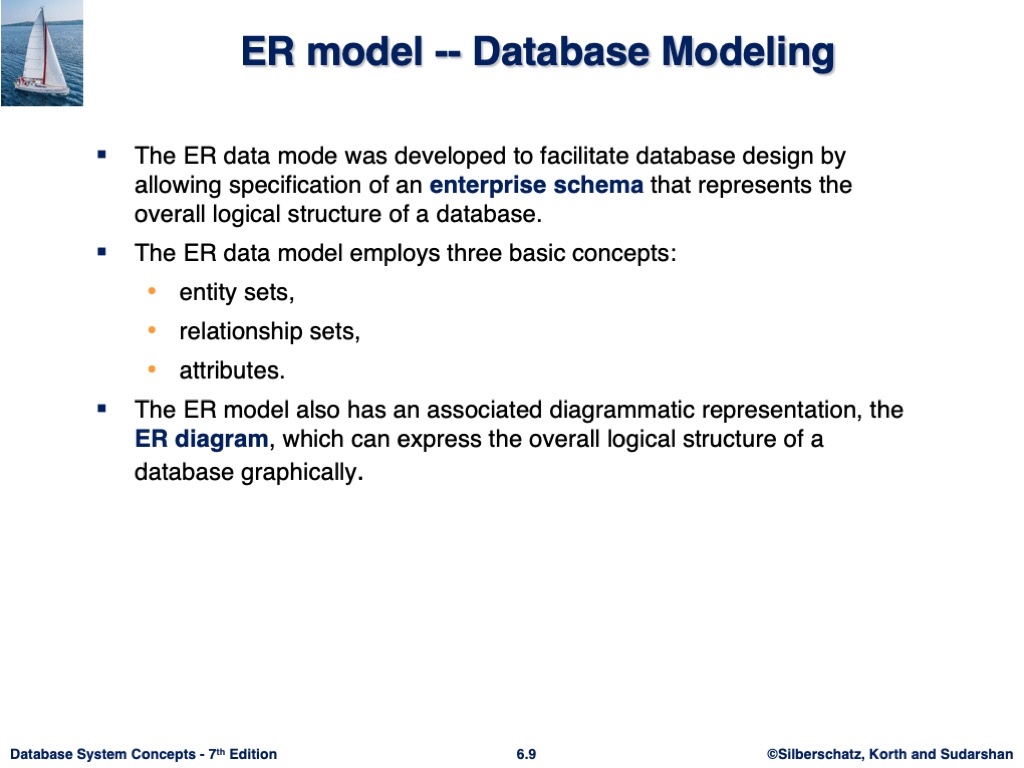 ER model -- Database Modeling
▪ The ER data mode was developed to facilitate database design by
allowing specification of an enterprise schema that represents the
overall logical structure of a database.
▪ The ER data model employs three basic concepts:
• entity sets,
• relationship sets,
• attributes.
▪ The ER model also has an associated diagrammatic representation, the
ER diagram, which can express the overall logical structure of a
database graphically.
Database System Concepts - 7th Edition
6.9
©Silberschatz, Korth and Sudarshan